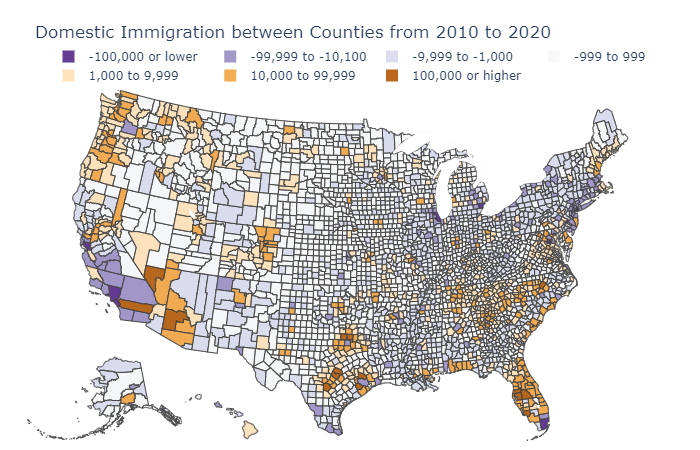 Domestic Immigration between Counties from 2010 to 2020
-100,000 or lower -99,999 to -10,100 -9,999 to -1,000 -999 to 999
1,000 to 9,999 10,000 to 99,999 100,000 or higher